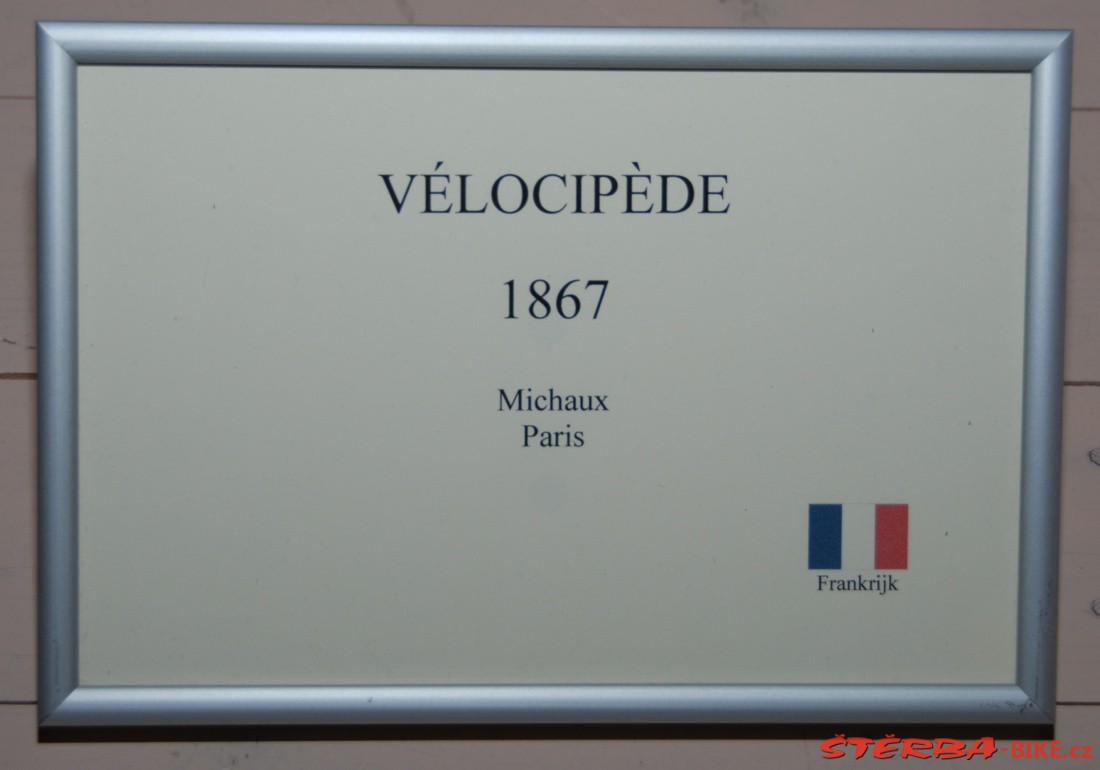 VÉLOCIPÈDE
1867
Michaux
Paris
Frankrijk
ŠTĚRBA-BIKE.cz